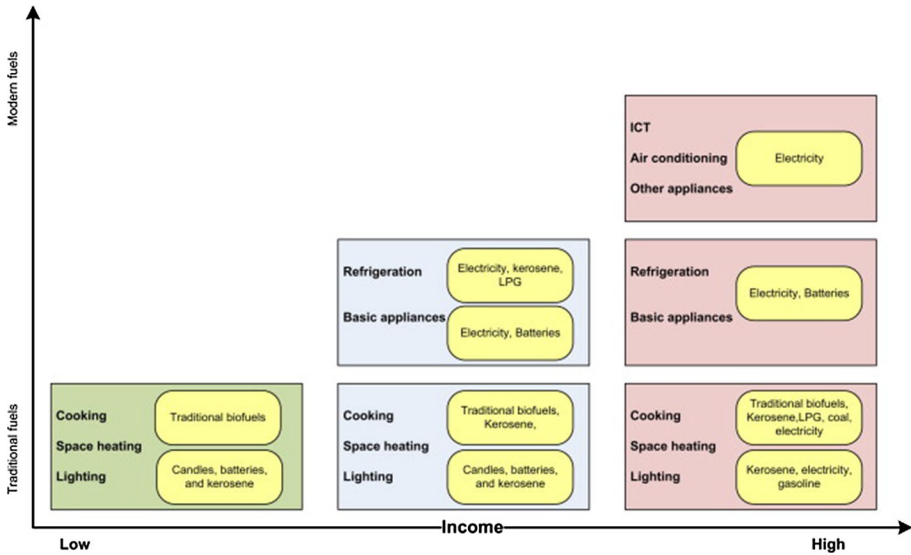 Modern fuels
ICT
Air conditioning
Other appliances
Electricity
Refrigeration
Basic appliances
Electricity, kerosene,
LPG
Electricity, Batteries
Refrigeration
Basic appliances
Electricity, Batteries
Traditional fuels
Cooking
Space heating
Lighting
Traditional biofuels
Candles, batteries,
and kerosene
Cooking
Space heating
Lighting
Traditional biofuels,
Kerosene,
Candles, batteries,
and kerosene
Cooking
Space heating
Lighting
Traditional biofuels,
Kerosene,LPG, coal,
electricity
Kerosene, electricity,
gasoline
Income
Low
High